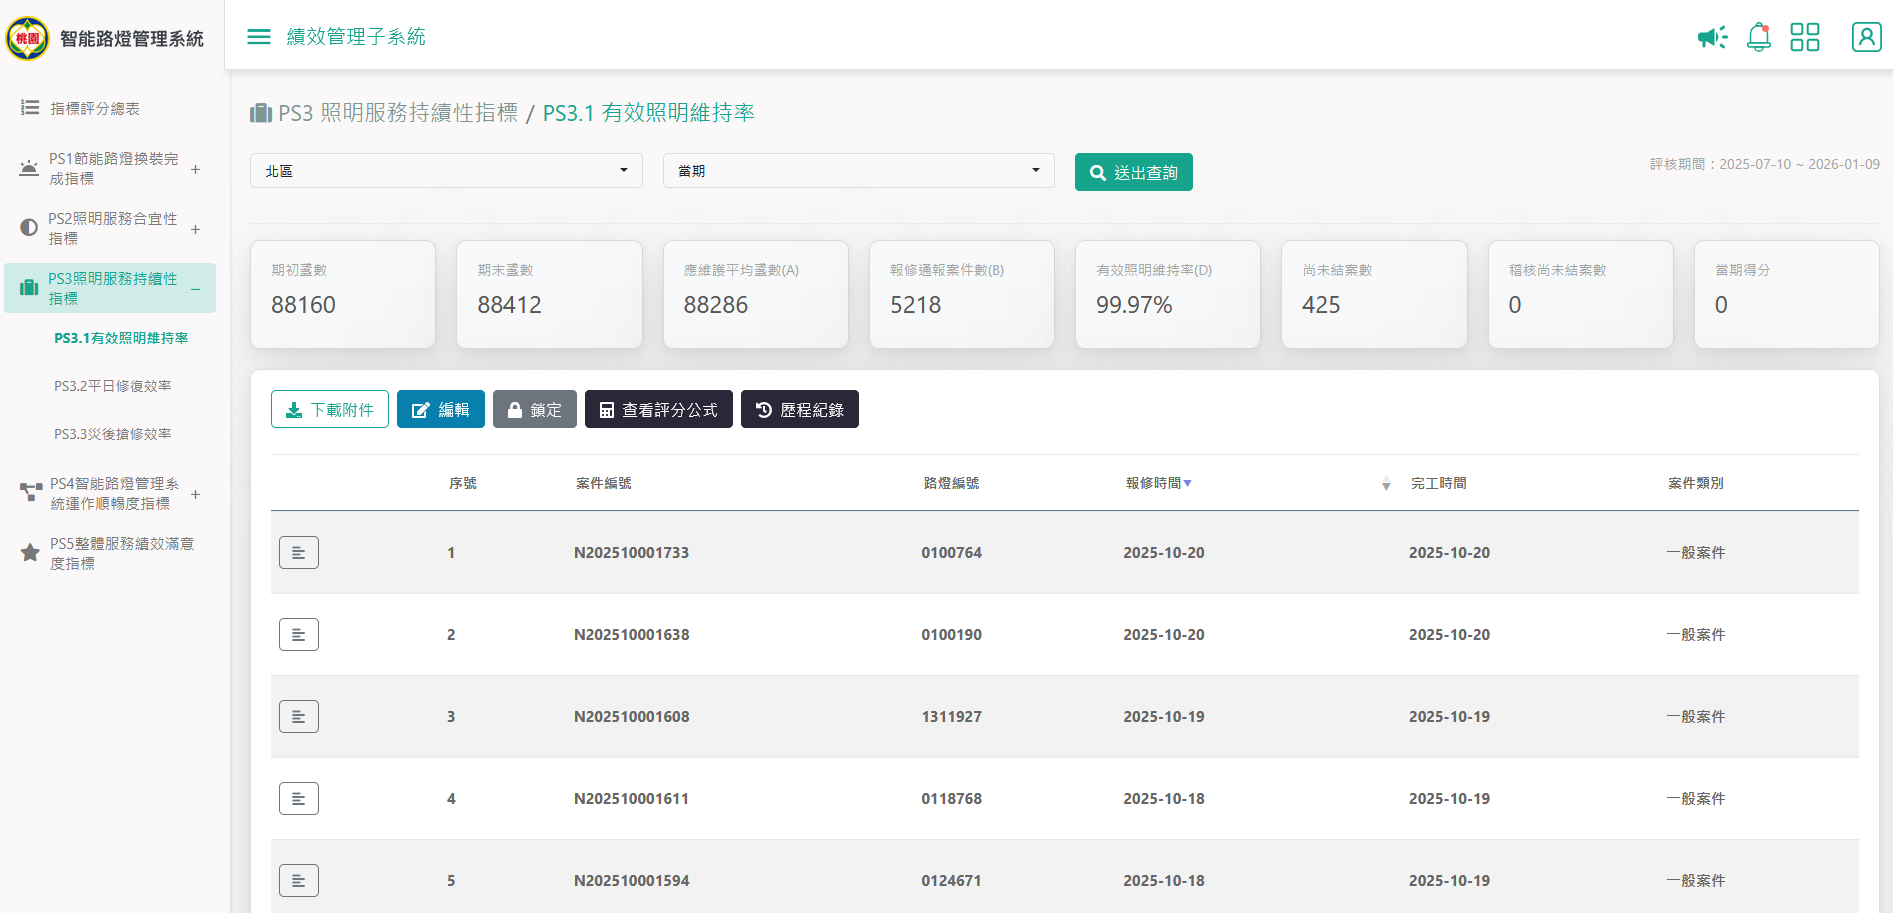 桃園
智能路燈管理系統
績效管理子系統
指標評分總表
PS1節能路燈換裝完
成指標
+
PS2照明服務合宜性
指標
+
PS3照明服務持續性
指標
−
PS3.1有效照明維持率
PS3.2平日修復效率
PS3.3災後搶修效率
PS4智能路燈管理系
統運作順暢度指標
+
PS5整體服務績效滿意
度指標
PS3 照明服務持續性指標 / PS3.1 有效照明維持率
北區
當期
送出查詢
評核期間：2025-07-10 ~ 2026-01-09
期初盞數
88160
期末盞數
88412
應維護平均盞數(A)
88286
報修通報案件數(B)
5218
有效照明維持率(D)
99.97%
尚未結案數
425
稽核尚未結案數
0
當期得分
0
下載附件 編輯 鎖定 查看評分公式 歷程紀錄
序號 案件編號 路燈編號 報修時間 完工時間 案件類別
1 N202510001733 0100764 2025-10-20 2025-10-20 一般案件
2 N202510001638 0100190 2025-10-20 2025-10-20 一般案件
3 N202510001608 1311927 2025-10-19 2025-10-19 一般案件
4 N202510001611 0118768 2025-10-18 2025-10-19 一般案件
5 N202510001594 0124671 2025-10-18 2025-10-19 一般案件